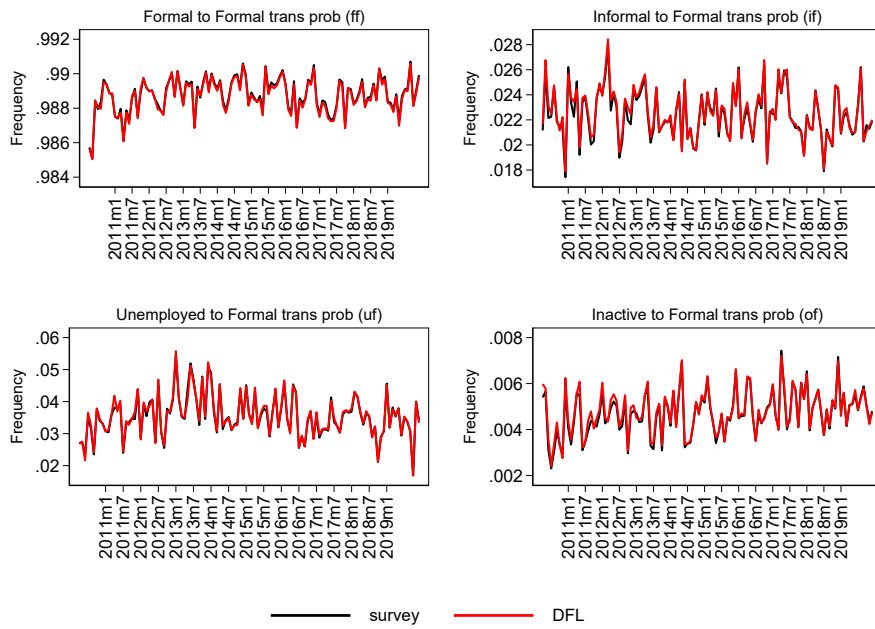 Formal to Formal trans prob (ff)
Frequency
.992
.99
.988
.986
.984
2011m1
2011m7
2012m1
2012m7
2013m1
2013m7
2014m1
2014m7
2015m1
2015m7
2016m1
2016m7
2017m1
2017m7
2018m1
2018m7
2019m1
Informal to Formal trans prob (if)
Frequency
.028
.026
.024
.022
.02
.018
2011m1
2011m7
2012m1
2012m7
2013m1
2013m7
2014m1
2014m7
2015m1
2015m7
2016m1
2016m7
2017m1
2017m7
2018m1
2018m7
2019m1
Unemployed to Formal trans prob (uf)
Frequency
.06
.05
.04
.03
.02
2011m1
2011m7
2012m1
2012m7
2013m1
2013m7
2014m1
2014m7
2015m1
2015m7
2016m1
2016m7
2017m1
2017m7
2018m1
2018m7
2019m1
Inactive to Formal trans prob (of)
Frequency
.008
.006
.004
.002
2011m1
2011m7
2012m1
2012m7
2013m1
2013m7
2014m1
2014m7
2015m1
2015m7
2016m1
2016m7
2017m1
2017m7
2018m1
2018m7
2019m1
survey
DFL